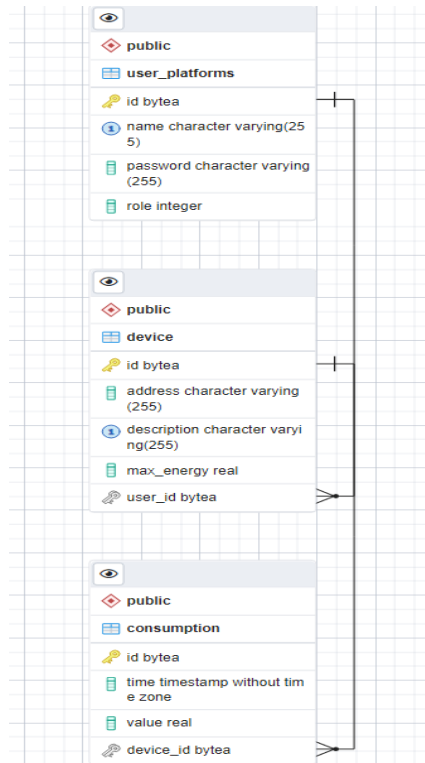 public
user_platforms
id bytea
name character varying(25
5)
password character varying
(255)
role integer
public
device
id bytea
address character varying
(255)
description character varyi
ng(255)
max_energy real
user_id bytea
public
consumption
id bytea
time timestamp without tim
e zone
value real
device_id bytea